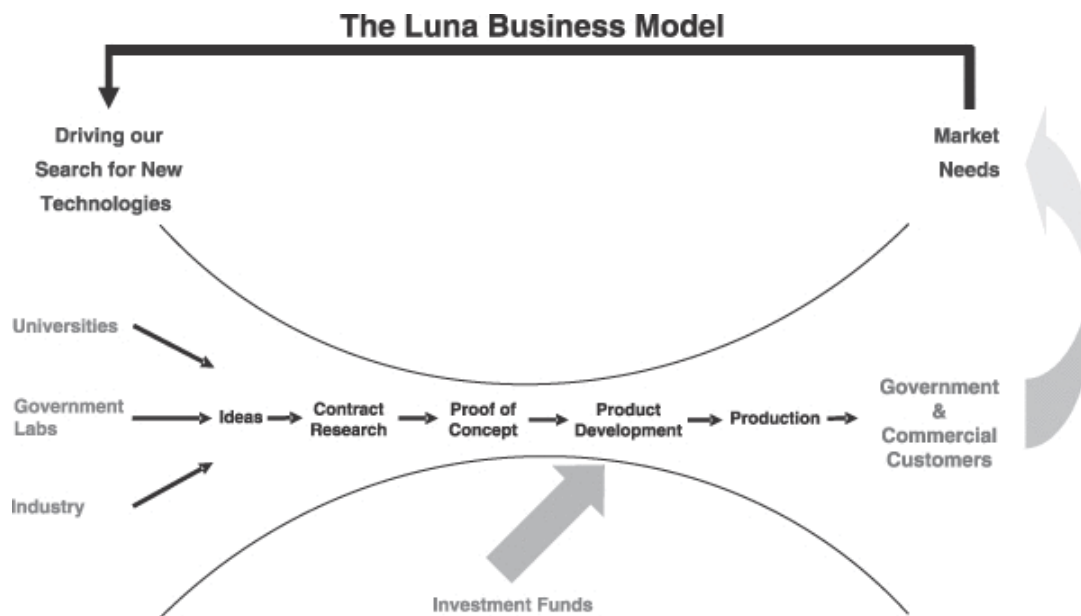 The Luna Business Model
Driving our
Search for New
Technologies
Market
Needs
Universities
Government
Labs
Industry
Ideas
Contract
Research
Proof of
Concept
Product
Development
Production
Government
&
Commercial
Customers
Investment Funds